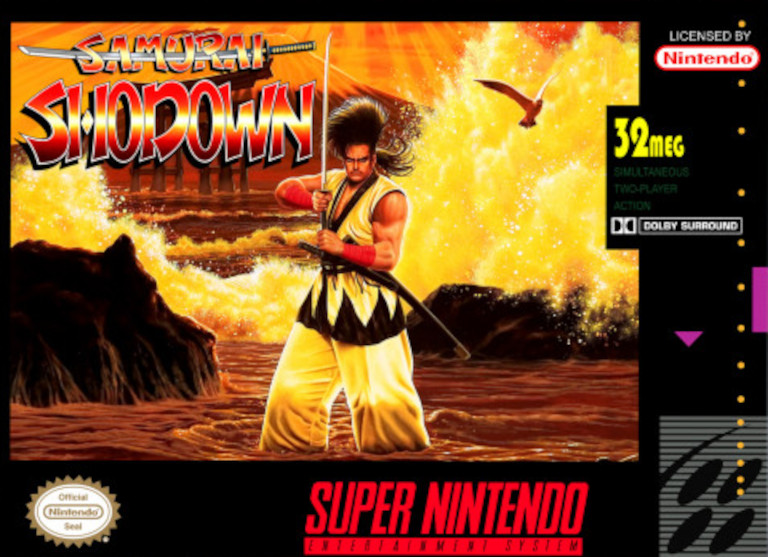 SAMURAI
SHODOWN
LICENSED BY
Nintendo
32MEG
SIMULTANEOUS
TWO-PLAYER
ACTION
DOLBY SURROUND
Official
Nintendo
Seal
SUPER NINTENDO
ENTERTAINMENT SYSTEM